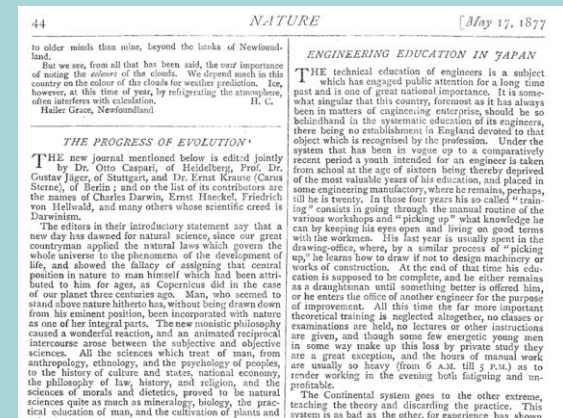 44
NATURE
[May 17, 1877
to older minds than mine, beyond the banks of Newfound-
land.
But we see, from all that has been said, the vast importance
of noting the colours of the clouds. We depend much in this
country on the colour of the clouds for weather prediction. Ice,
however, at this time of year, by refrigerating the atmosphere,
often interferes with calculation. H. C.
Hailer Grace, Newfoundland
THE PROGRESS OF EVOLUTION¹
THE new journal mentioned below is edited jointly
by Dr. Otto Caspari, of Heidelberg, Prof. Dr.
Gustav Jäger, of Stuttgart, and Dr. Ernst Krause (Carus
Sterne), of Berlin; and on the list of its contributors are
the names of Charles Darwin, Ernst Haeckel, Friedrich
von Hellwald, and many others whose scientific creed is
Darwinism.
The editors in their introductory statement say that a
new day has dawned for natural science, since our great
countryman applied the natural laws which govern the
whole universe to the phenomena of the development of
life, and showed the fallacy of assigning that central
position in nature to man himself which had been attri-
buted to him for ages, as Copernicus did in the case
of our planet three centuries ago. Man, who seemed to
stand above nature hitherto has, without being drawn down
from his eminent position, been incorporated with nature
as one of her integral parts. The new monistic philosophy
caused a wonderful reaction, and an animated reciprocal
intercourse arose between the subjective and objective
sciences. All the sciences which treat of man, from
anthropology, ethnology, and the psychology of peoples,
to the history of culture and states, national economy,
the philosophy of law, history, and religion, and the
sciences of morals and dietetics, proved to be natural
sciences quite as much as mineralogy, biology, the prac-
tical education of man, and the cultivation of plants and
ENGINEERING EDUCATION IN JAPAN
THE technical education of engineers is a subject
which has engaged public attention for a long time
past and is one of great national importance. It is some-
what singular that this country, foremost as it has always
been in matters of engineering enterprise, should be so
behindhand in the systematic education of its engineers,
there being no establishment in England devoted to that
object which is recognised by the profession. Under the
system that has been in vogue up to a comparatively
recent period a youth intended for an engineer is taken
from school at the age of sixteen being thereby deprived
of the most valuable years of his education, and placed in
some engineering manufactory, where he remains, perhaps,
till he is twenty. In those four years his so called "train-
ing" consists in going through the manual routine of the
various workshops and "picking up" what knowledge he
can by keeping his eyes open and living on good terms
with the workmen. His last year is usually spent in the
drawing-office, where, by a similar process of "picking
up," he learns how to draw if not to design machinery or
works of construction. At the end of that time his edu-
cation is supposed to be complete, and he either remains
as a draughtsman until something better is offered him,
or he enters the office of another engineer for the purpose
of improvement. All this time the far more important
theoretical training is neglected altogether, no classes or
examinations are held, no lectures or other instructions
are given, and though some few energetic young men
in some way make up this loss by private study they
are a great exception, and the hours of manual work
are usually so heavy (from 6 A.M. till 5 P.M.) as to
render working in the evening both fatiguing and un-
profitable.
The Continental system goes to the other extreme,
teaching the theory and discarding the practice. This
system is as bad as the other, for experience has shown